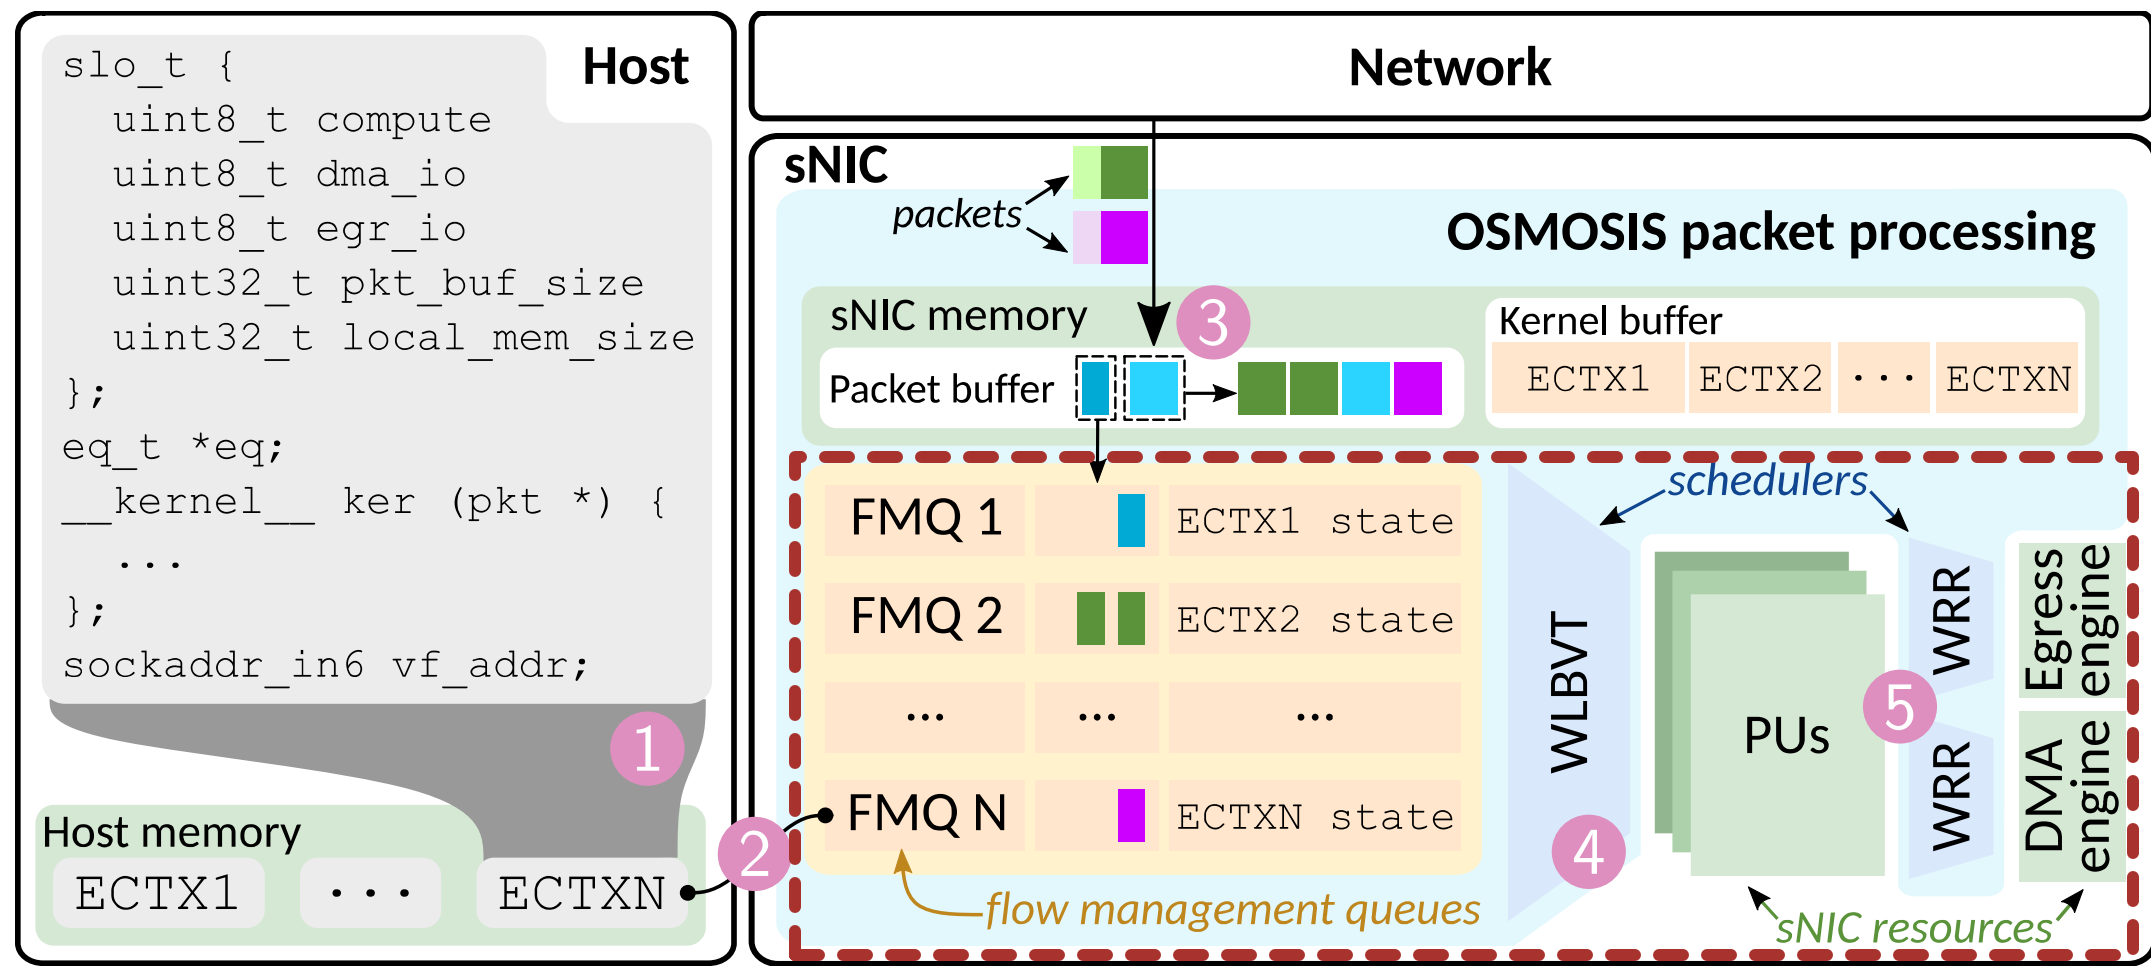 slo_t {
uint8_t compute
uint8_t dma_io
uint8_t egr_io
uint32_t pkt_buf_size
uint32_t local_mem_size
};
eq_t *eq;
__kernel__ ker (pkt *) {
...
};
sockaddr_in6 vf_addr;
Host
1
Host memory
ECTX1
...
ECTXN
2
Network
sNIC
packets
OSMOSIS packet processing
sNIC memory
3
Packet buffer
Kernel buffer
ECTX1 ECTX2 ... ECTXN
FMQ 1 ECTX1 state
FMQ 2 ECTX2 state
... ... ...
FMQ N ECTXN state
flow management queues
schedulers
WLBVT
4
PUs
5
WRR
WRR
Egress
engine
DMA
engine
sNIC resources